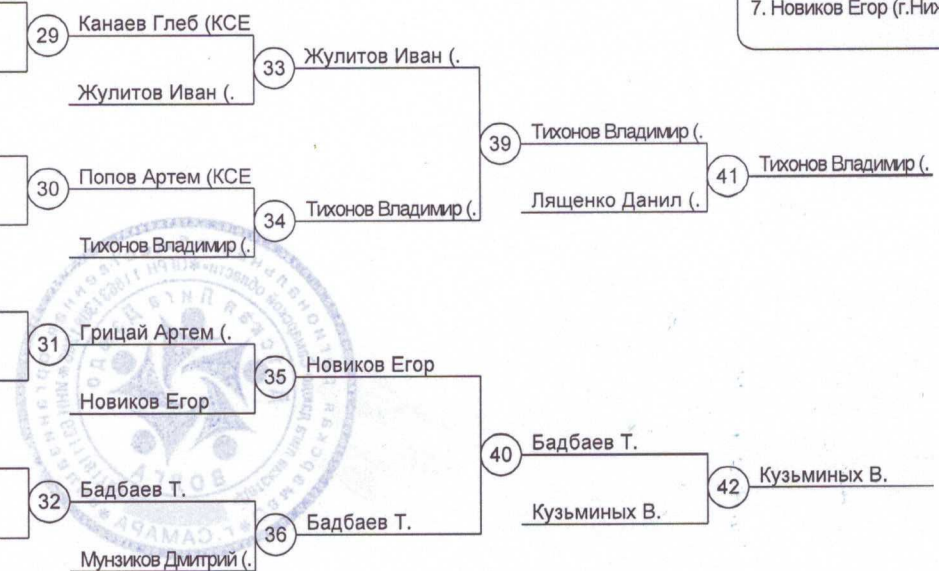 7. Новиков Егор (г.Ниж
29 Канаев Глеб (КСЕ
33 Жулитов Иван (.
Жулитов Иван (.
39 Тихонов Владимир (.
41 Тихонов Владимир (.
30 Попов Артем (КСЕ
Лященко Данил (.
34 Тихонов Владимир (.
Тихонов Владимир (.
31 Грицай Артем (.
35 Новиков Егор
Новиков Егор
40 Бадбаев Т.
42 Кузьминых В.
32 Бадбаев Т.
Кузьминых В.
36 Бадбаев Т.
Мунзиков Дмитрий (.
ВОЛГА
Г.САМАРА